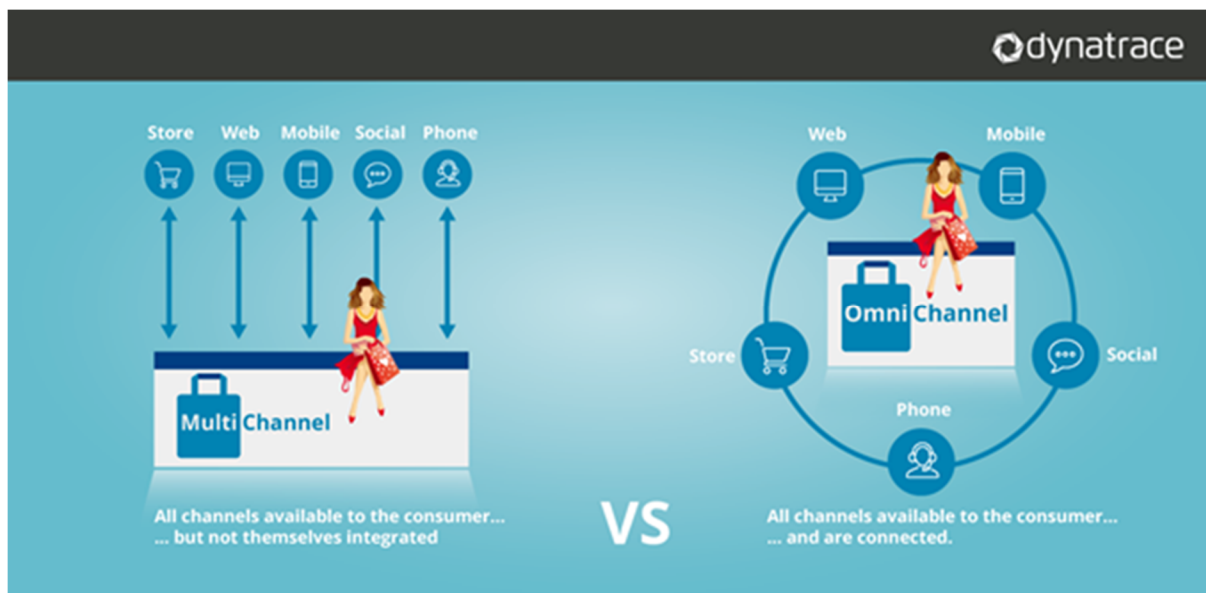 dynatrace
Store Web Mobile Social Phone
Multi Channel
All channels available to the consumer...
... but not themselves integrated
VS
Web Mobile
Omni Channel
Store Social
Phone
All channels available to the consumer...
... and are connected.